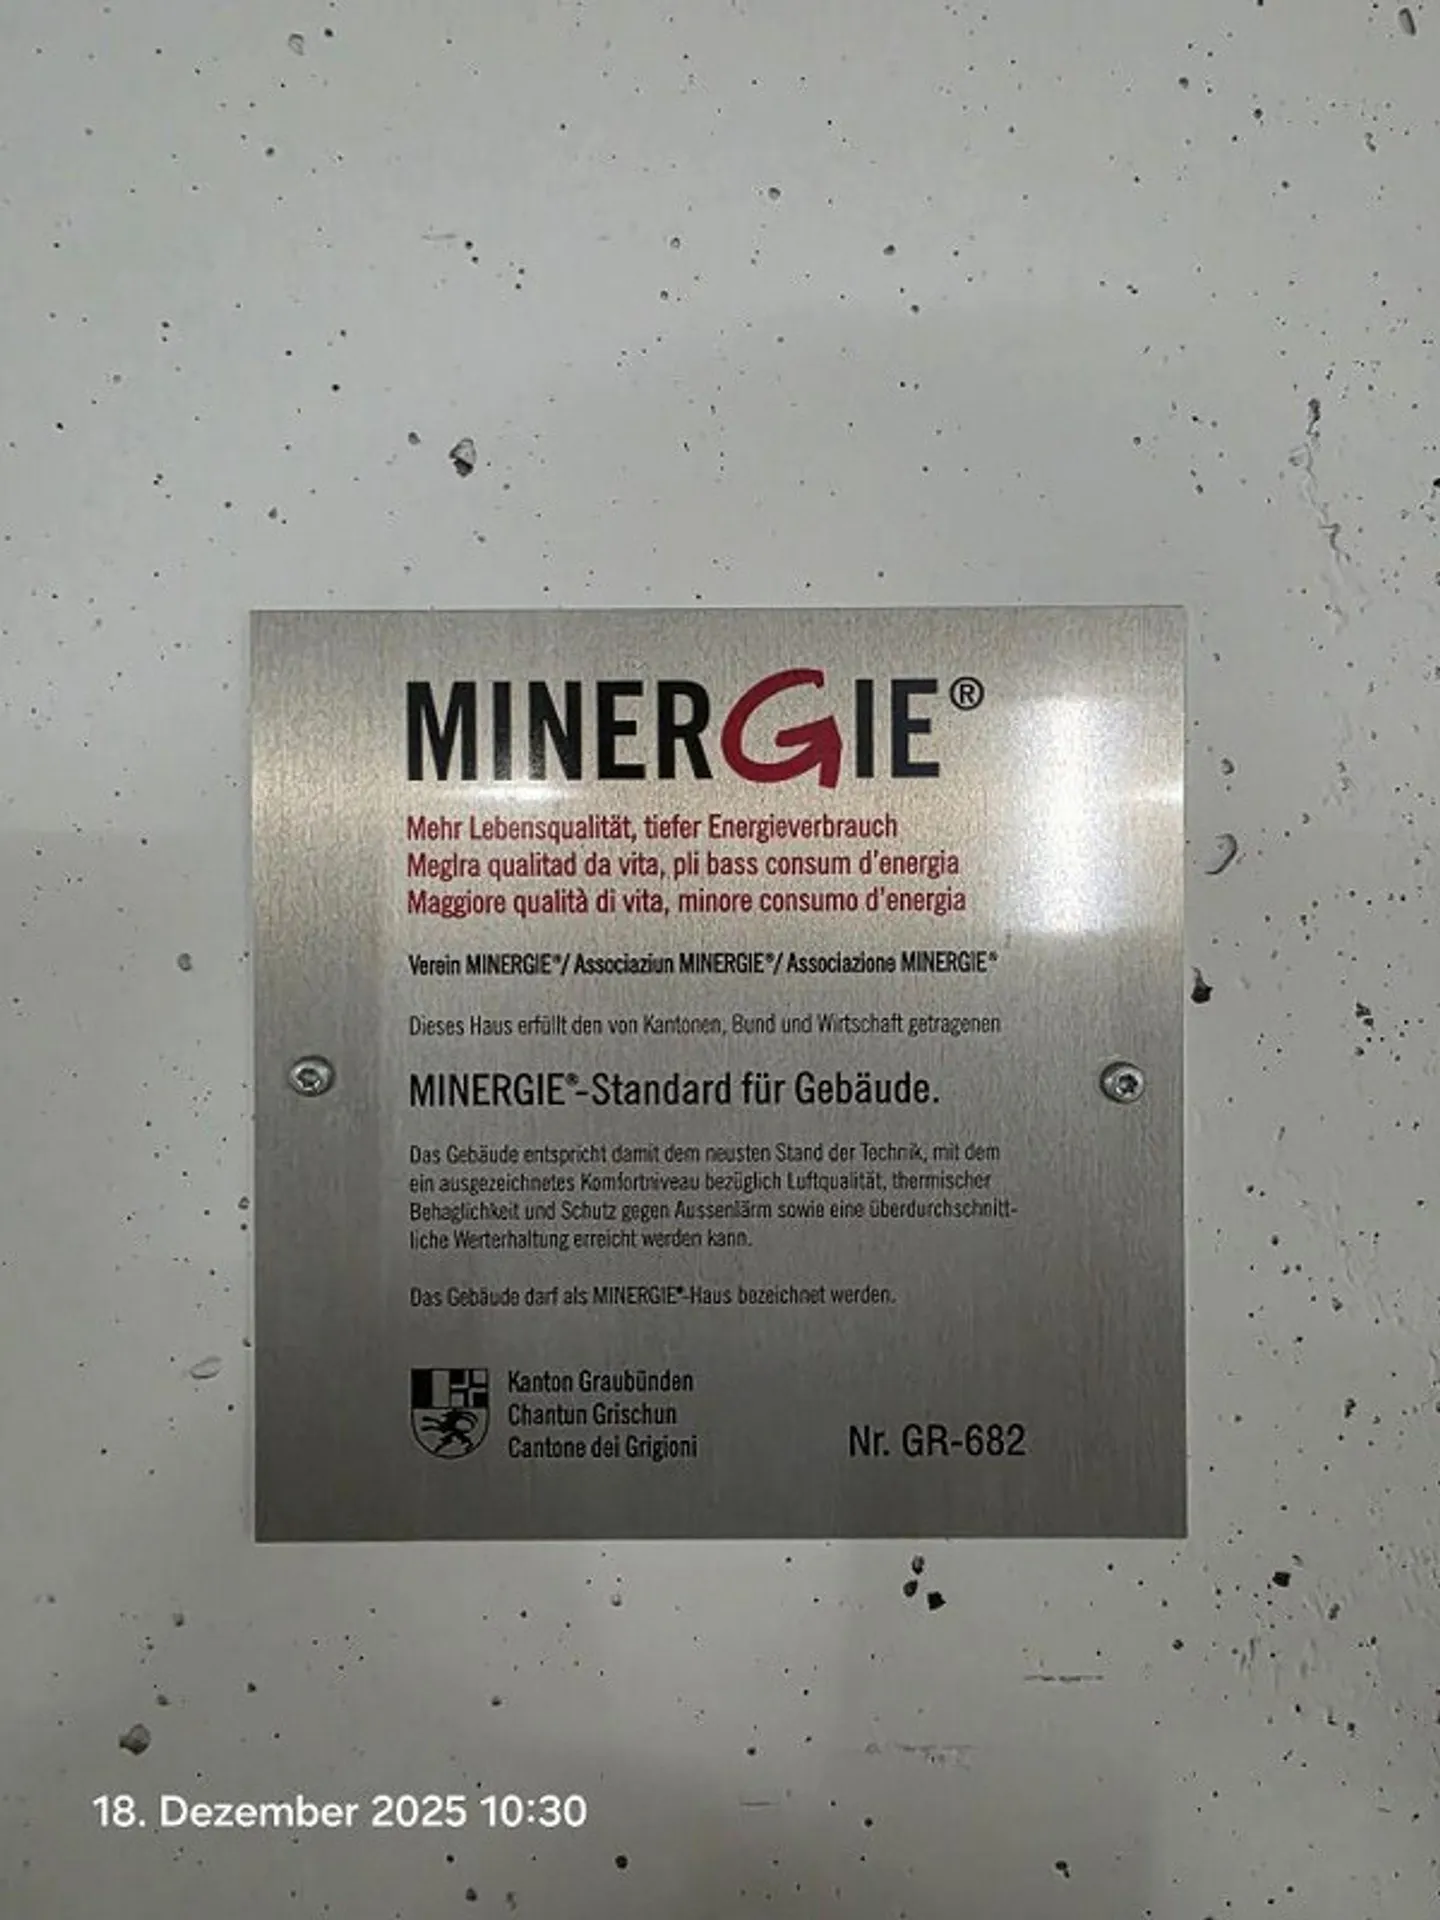 MINERGIE®
Mehr Lebensqualität, tiefer Energieverbrauch
Meglra qualitad da vita, pli bass consum d'energia
Maggiore qualità di vita, minore consumo d'energia
Verein MINERGIE®/ Associaziun MINERGIE®/ Associazione MINERGIE®
Dieses Haus erfüllt den von Kantonen, Bund und Wirtschaft getragenen
MINERGIE®-Standard für Gebäude.
Das Gebäude entspricht damit dem neusten Stand der Technik, mit dem
ein ausgezeichnetes Komfortniveau bezüglich Luftqualität, thermischer
Behaglichkeit und Schutz gegen Aussenlärm sowie eine überdurchschnitt-
liche Werterhaltung erreicht werden kann.
Das Gebäude darf als MINERGIE®-Haus bezeichnet werden.
Kanton Graubünden
Chantun Grischun
Cantone dei Grigioni
Nr. GR-682
18. Dezember 2025 10:30